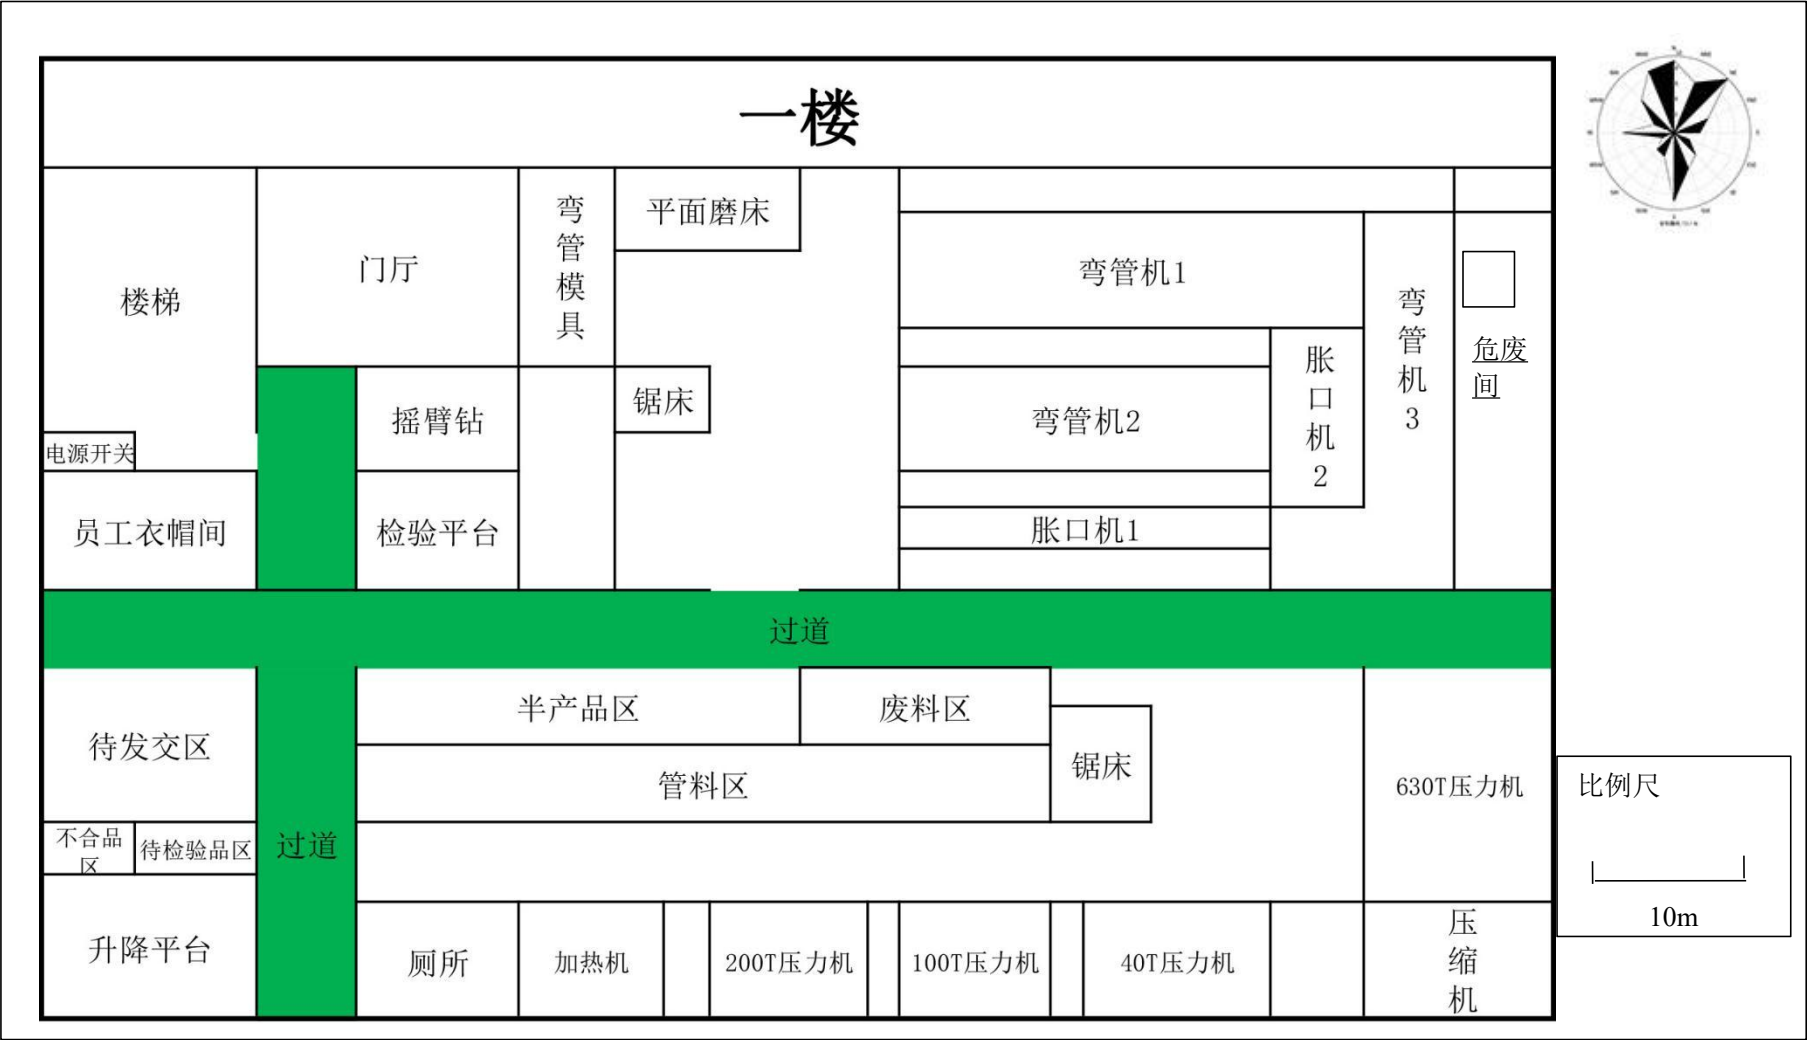 一楼
楼梯
门厅
弯
管
模
具
平面磨床
弯管机1
弯
管
机
3
危废
间
胀
口
机
2
锯床
摇臂钻
弯管机2
电源开关
员工衣帽间
检验平台
胀口机1
过道
半产品区
废料区
待发交区
锯床
管料区
630T压力机
比例尺
10m
不合品
区
待检验品区
过道
升降平台
厕所
加热机
200T压力机
100T压力机
40T压力机
压
缩
机